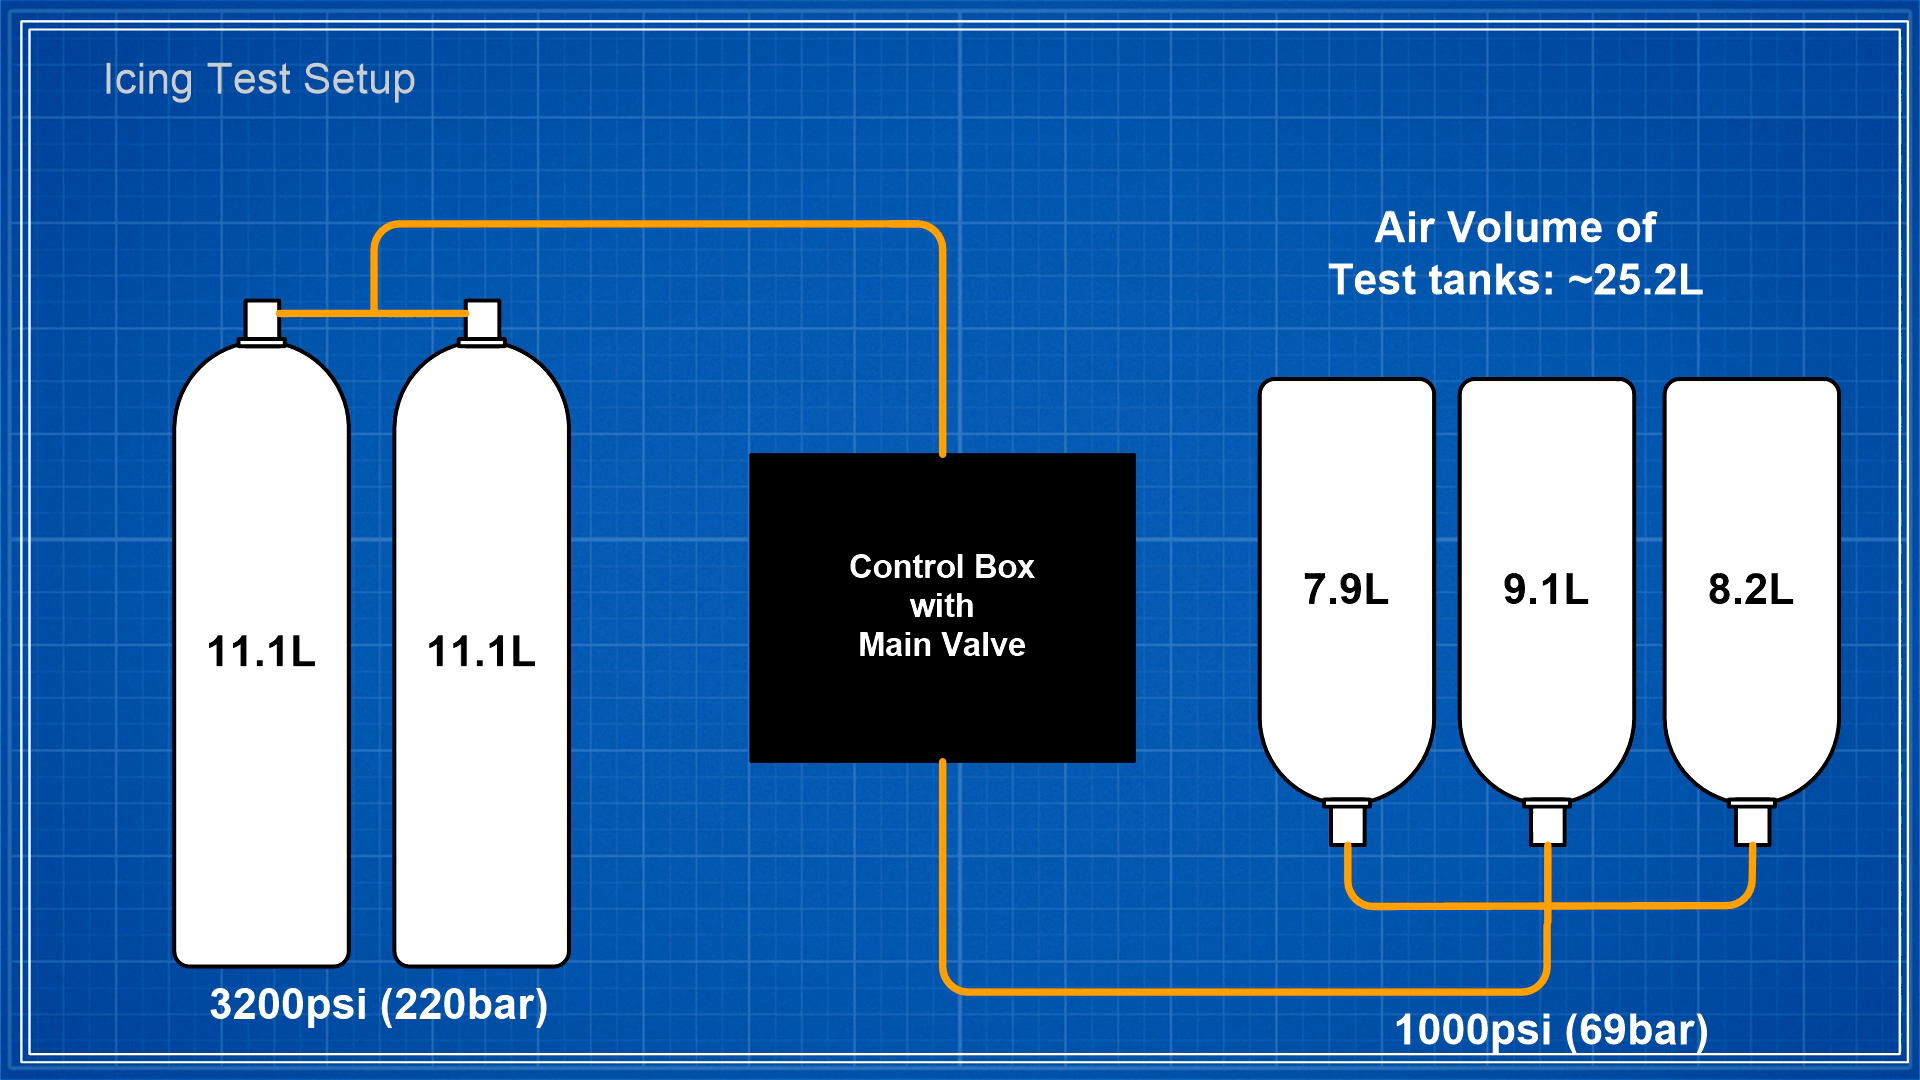 Icing Test Setup
Air Volume of
Test tanks: ~25.2L
11.1L
11.1L
Control Box
with
Main Valve
7.9L
9.1L
8.2L
3200psi (220bar)
1000psi (69bar)